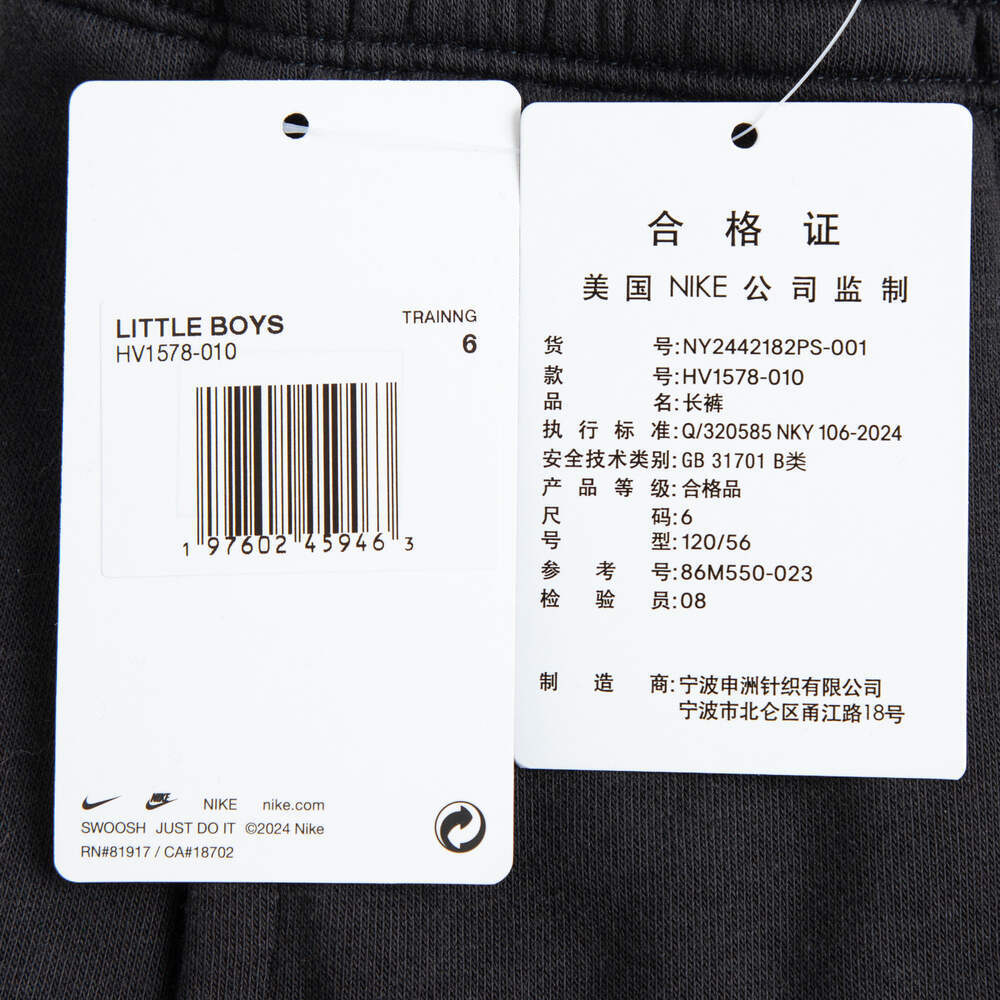 LITTLE BOYS
HV1578-010
TRAINNG
6
1 97602 45946 3
NIKE nike.com
SWOOSH JUST DO IT ©2024 Nike
RN#81917 / CA#18702
合格证
美国NIKE公司监制
货号:NY2442182PS-001
款号:HV1578-010
品名:长裤
执行标准:Q/320585 NKY 106-2024
安全技术类别:GB 31701 B类
产品等级:合格品
尺码:6
号型:120/56
参考号:86M550-023
检验员:08
制造商:宁波申洲针织有限公司
宁波市北仑区甬江路18号